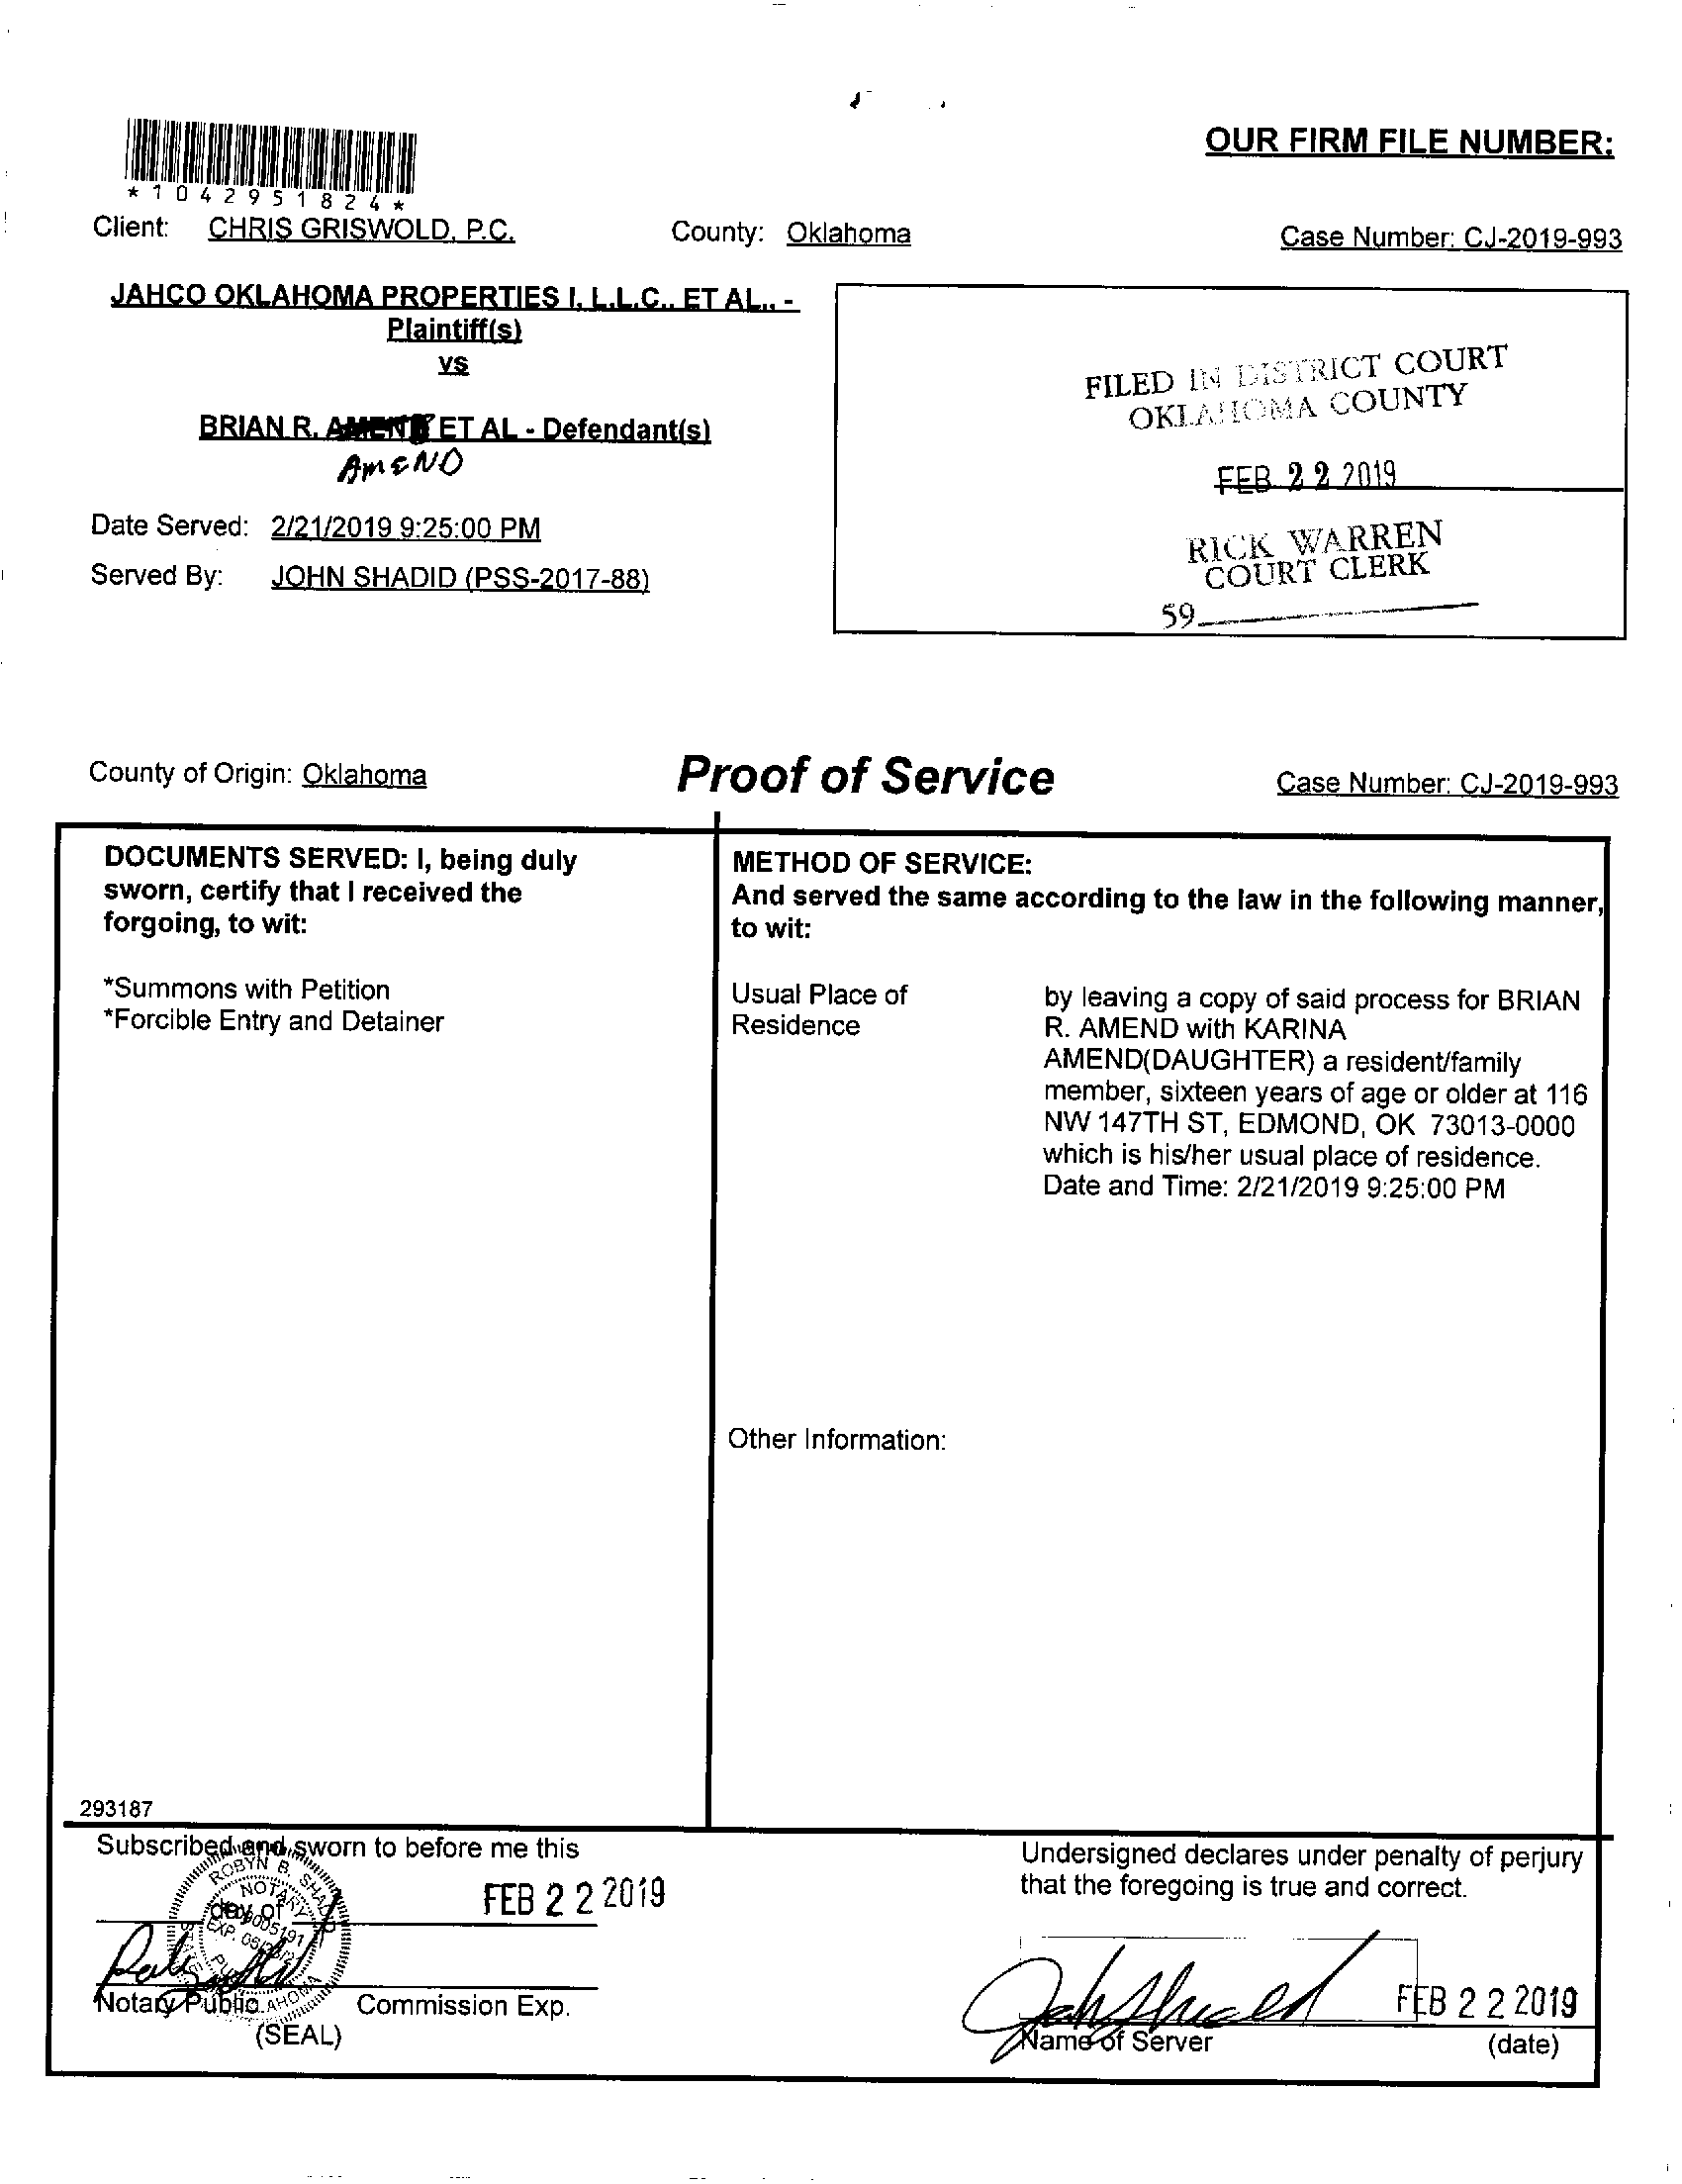 OUR FIRM FILE NUMBER:
*1042951824*
Client: CHRIS GRISWOLD, P.C. County: Oklahoma Case Number: CJ-2019-993
JAHCO OKLAHOMA PROPERTIES I, L.L.C., ET AL., -
Plaintiff(s)
vs
BRIAN R. ET AL - Defendant(s)
AMEND
Date Served: 2/21/2019 9:25:00 PM
Served By: JOHN SHADID (PSS-2017-88)
FILED IN DISTRICT COURT
OKLAHOMA COUNTY
FEB 22 2019
RICK WARREN
COURT CLERK
59
County of Origin: Oklahoma Proof of Service Case Number: CJ-2019-993
DOCUMENTS SERVED: I, being duly
sworn, certify that I received the
forgoing, to wit:
*Summons with Petition
*Forcible Entry and Detainer
METHOD OF SERVICE:
And served the same according to the law in the following manner,
to wit:
Usual Place of
Residence
by leaving a copy of said process for BRIAN
R. AMEND with KARINA
AMEND(DAUGHTER) a resident/family
member, sixteen years of age or older at 116
NW 147TH ST, EDMOND, OK 73013-0000
which is his/her usual place of residence.
Date and Time: 2/21/2019 9:25:00 PM
Other Information:
293187
Subscribed and sworn to before me this
ROBYN B.
NOTARY
day of
FEB 22 2019
Notary Public Commission Exp.
(SEAL)
Undersigned declares under penalty of perjury
that the foregoing is true and correct.
FEB 22 2019
Name of Server (date)